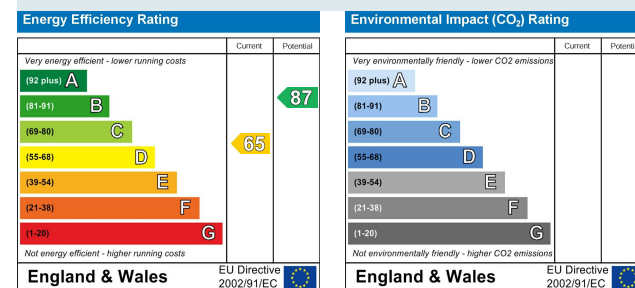 Energy Efficiency Rating
Current Potential
Very energy efficient - lower running costs
(92 plus) A
(81-91) B
(69-80) C
(55-68) D
(39-54) E
(21-38) F
(1-20) G
65
87
Not energy efficient - higher running costs
England & Wales
EU Directive
2002/91/EC
Environmental Impact (CO2) Rating
Current Potenti
Very environmentally friendly - lower CO2 emissions
(92 plus) A
(81-91) B
(69-80) C
(55-68) D
(39-54) E
(21-38) F
(1-20) G
Not environmentally friendly - higher CO2 emissions
England & Wales
EU Directive
2002/91/EC